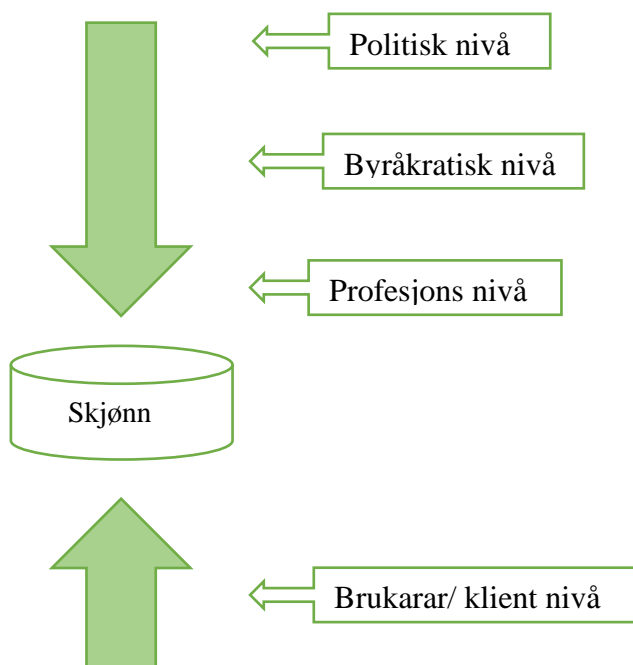 Politisk nivå
Byråkratisk nivå
Profesjons nivå
Skjønn
Brukarar/ klient nivå